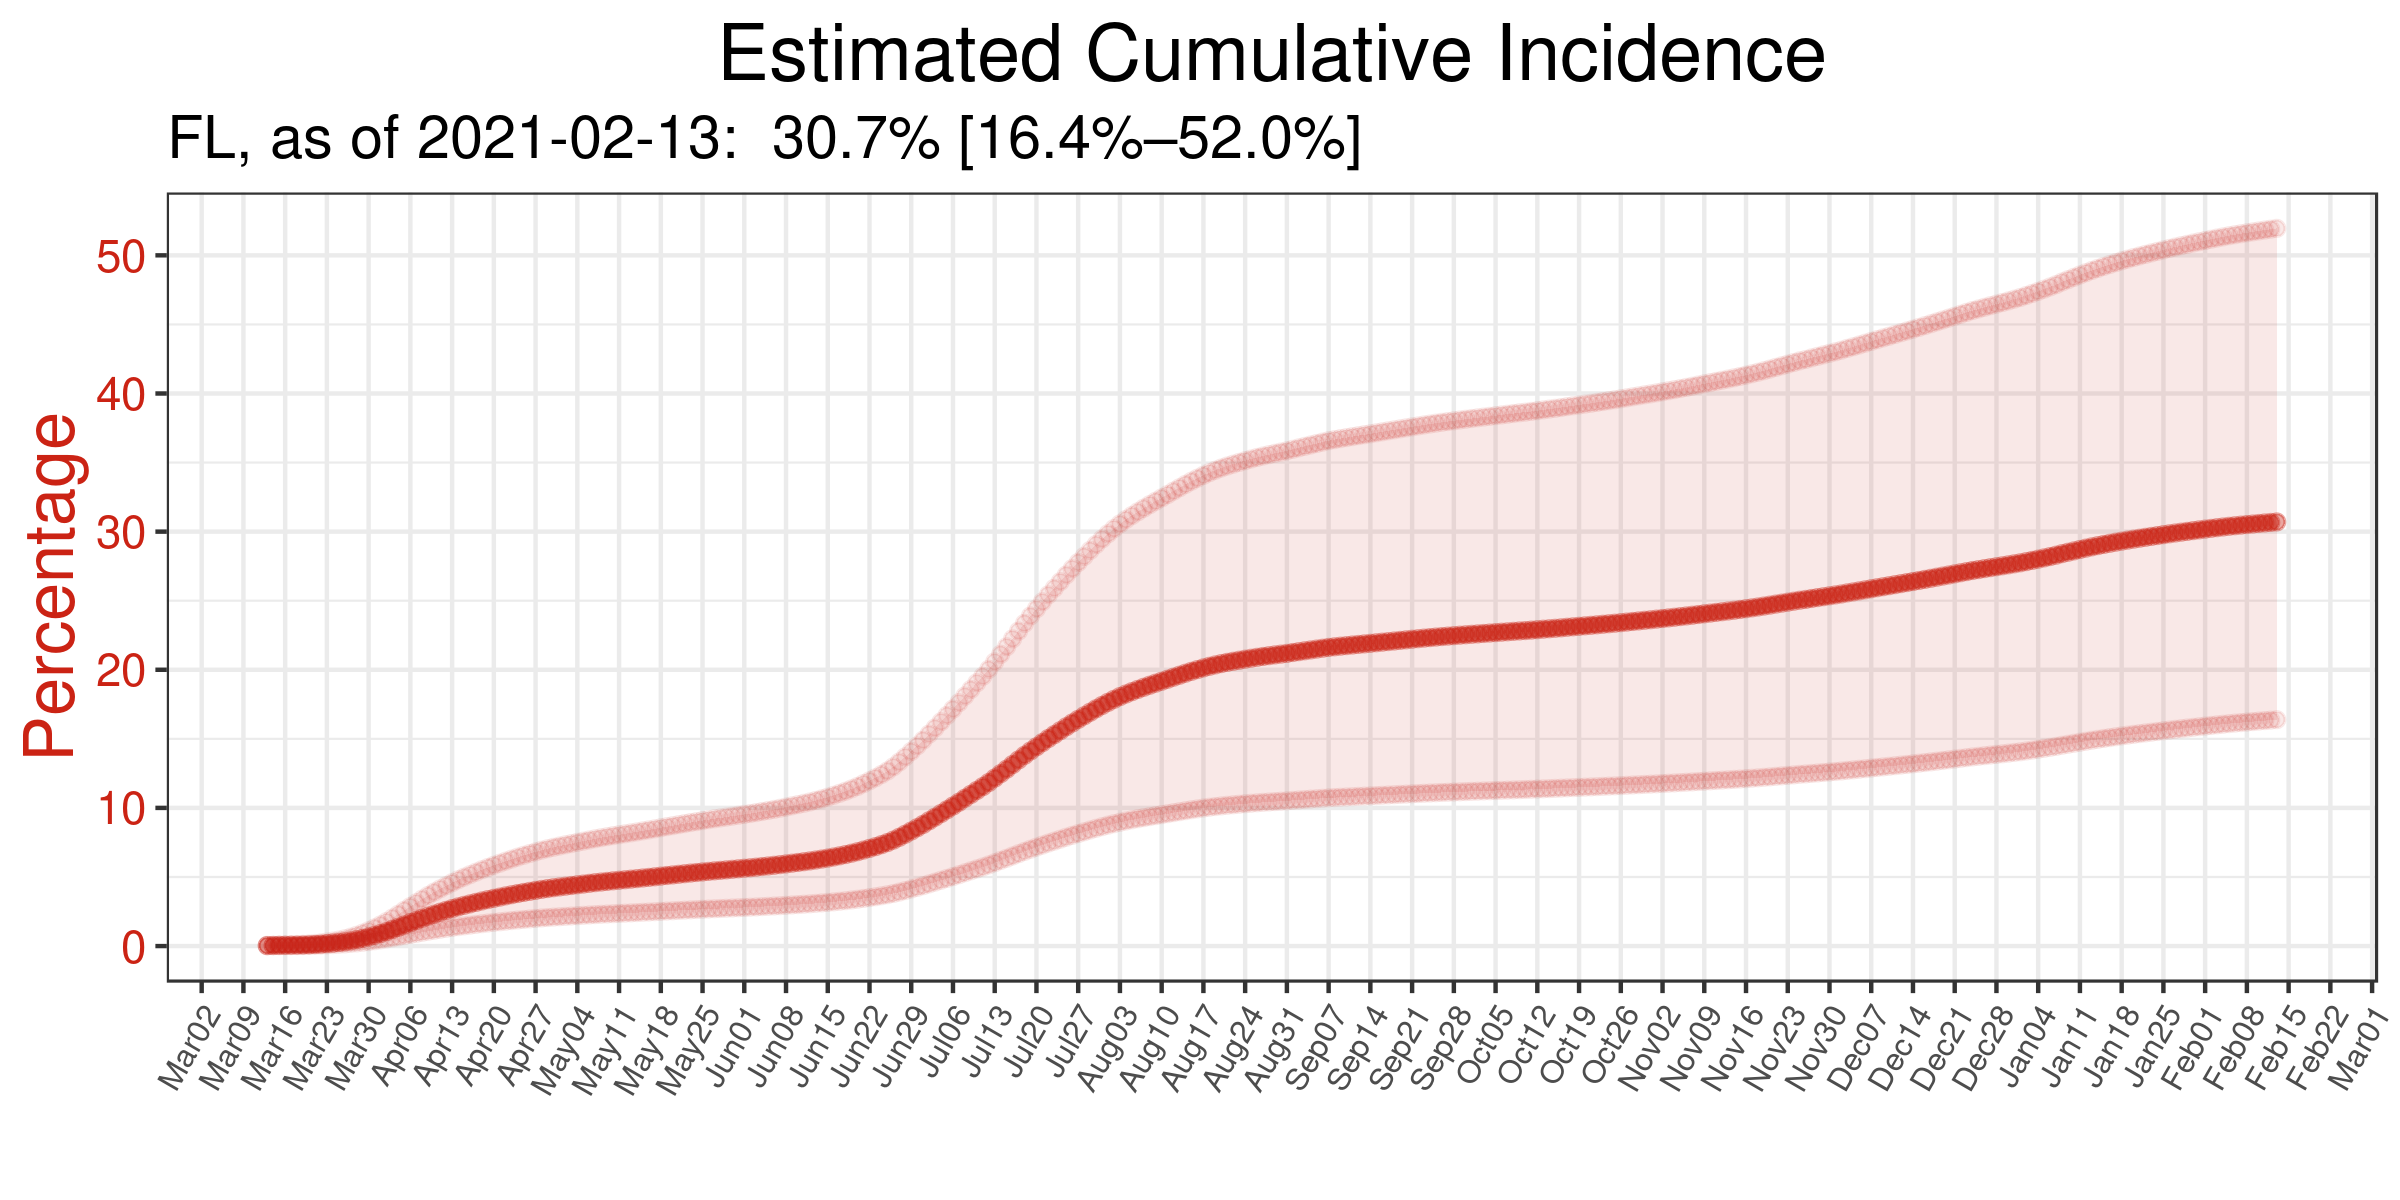 Estimated Cumulative Incidence
FL, as of 2021-02-13:  30.7% [16.4%–52.0%]
Percentage
50
40
30
20
10
0
Mar02
Mar09
Mar16
Mar23
Mar30
Apr06
Apr13
Apr20
Apr27
May04
May11
May18
May25
Jun01
Jun08
Jun15
Jun22
Jun29
Jul06
Jul13
Jul20
Jul27
Aug03
Aug10
Aug17
Aug24
Aug31
Sep07
Sep14
Sep21
Sep28
Oct05
Oct12
Oct19
Oct26
Nov02
Nov09
Nov16
Nov23
Nov30
Dec07
Dec14
Dec21
Dec28
Jan04
Jan11
Jan18
Jan25
Feb01
Feb08
Feb15
Feb22
Mar01